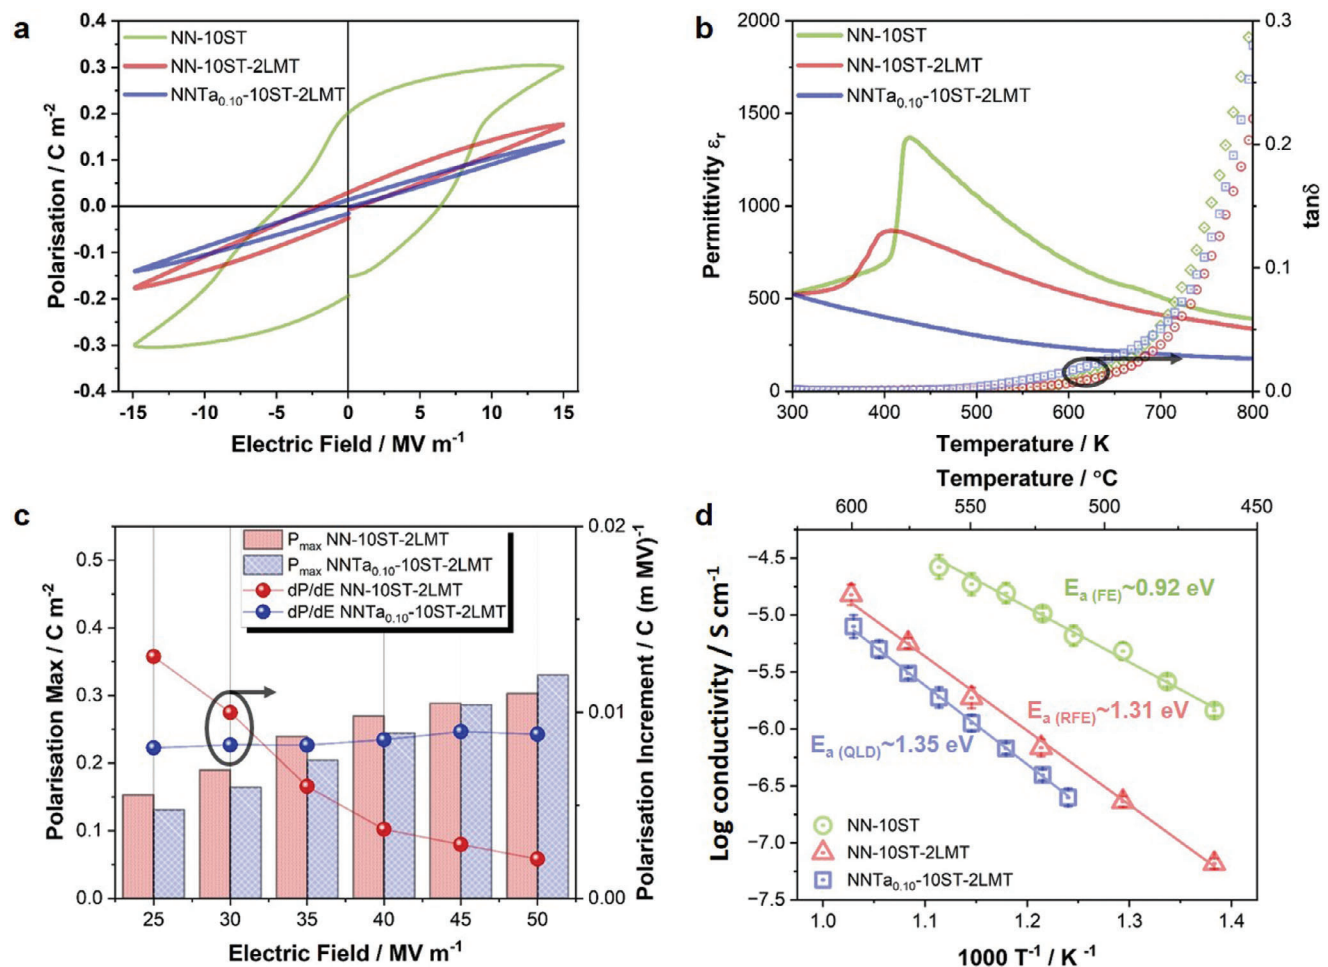 a
NN-10ST
NN-10ST-2LMT
NNTa0.10-10ST-2LMT
0.4
0.3
0.2
0.1
0.0
-0.1
-0.2
-0.3
-0.4
Polarisation / C m-2
-15
-10
-5
0
5
10
15
Electric Field / MV m-1
b
NN-10ST
NN-10ST-2LMT
NNTa0.10-10ST-2LMT
2000
1500
1000
500
0
Permittivity εr
0.3
0.2
0.1
0.0
tanδ
300
400
500
600
700
800
Temperature / K
c
Pmax NN-10ST-2LMT
Pmax NNTa0.10-10ST-2LMT
dP/dE NN-10ST-2LMT
dP/dE NNTa0.10-10ST-2LMT
0.5
0.4
0.3
0.2
0.1
0.0
Polarisation Max / C m-2
0.02
0.01
0.00
Polarisation Increment / C (m MV)-1
25
30
35
40
45
50
Electric Field / MV m-1
d
Temperature / °C
600
550
500
450
-4.5
-5.0
-5.5
-6.0
-6.5
-7.0
-7.5
Log conductivity / S cm-1
Ea (FE)~0.92 eV
Ea (RFE)~1.31 eV
Ea (QLD)~1.35 eV
NN-10ST
NN-10ST-2LMT
NNTa0.10-10ST-2LMT
1.0
1.1
1.2
1.3
1.4
1000 T-1 / K -1